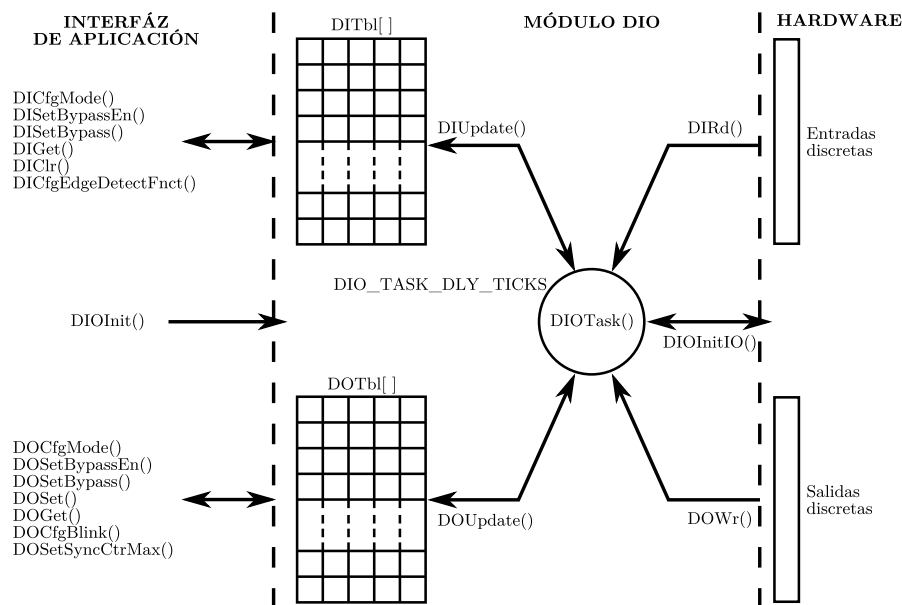 INTERFÁZ
DE APLICACIÓN
MÓDULO DIO
HARDWARE
DITbl[ ]
DICfgMode()
DISetBypassEn()
DISetBypass()
DIGet()
DIClr()
DICfgEdgeDetectFnct()
DIUpdate()
DIRd()
Entradas
discretas
DIO_TASK_DLY_TICKS
DIOInit()
DIOTask()
DIOInitIO()
DOTbl[ ]
DOCfgMode()
DOSetBypassEn()
DOSetBypass()
DOSet()
DOGet()
DOCfgBlink()
DOSetSyncCtrMax()
DOUpdate()
DOWr()
Salidas
discretas